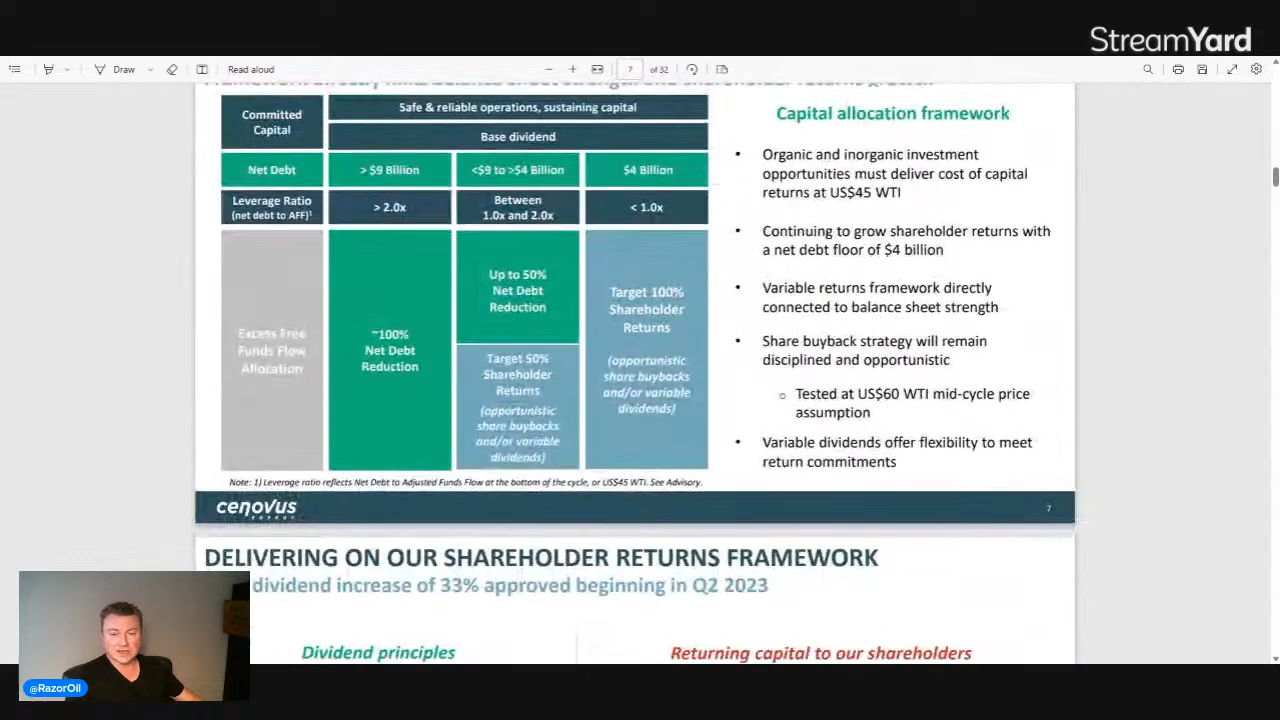 StreamYard
Draw
Read aloud
7
of 32
Committed
Capital
Safe & reliable operations, sustaining capital
Base dividend
Net Debt
> $9 Billion
<$9 to >$4 Billion
$4 Billion
Leverage Ratio
(net debt to AFF)¹
> 2.0x
Between
1.0x and 2.0x
< 1.0x
Excess Free
Funds Flow
Allocation
~100%
Net Debt
Reduction
Up to 50%
Net Debt
Reduction
Target 50%
Shareholder
Returns
(opportunistic
share buybacks
and/or variable
dividends)
Target 100%
Shareholder
Returns
(opportunistic
share buybacks
and/or variable
dividends)
Note: 1) Leverage ratio reflects Net Debt to Adjusted Funds Flow at the bottom of the cycle, or US$45 WTI. See Advisory.
Capital allocation framework
• Organic and inorganic investment
opportunities must deliver cost of capital
returns at US$45 WTI
• Continuing to grow shareholder returns with
a net debt floor of $4 billion
• Variable returns framework directly
connected to balance sheet strength
• Share buyback strategy will remain
disciplined and opportunistic
o Tested at US$60 WTI mid-cycle price
assumption
• Variable dividends offer flexibility to meet
return commitments
cenovus
ENERGY
7
DELIVERING ON OUR SHAREHOLDER RETURNS FRAMEWORK
dividend increase of 33% approved beginning in Q2 2023
Dividend principles
Returning capital to our shareholders
@RazorOil